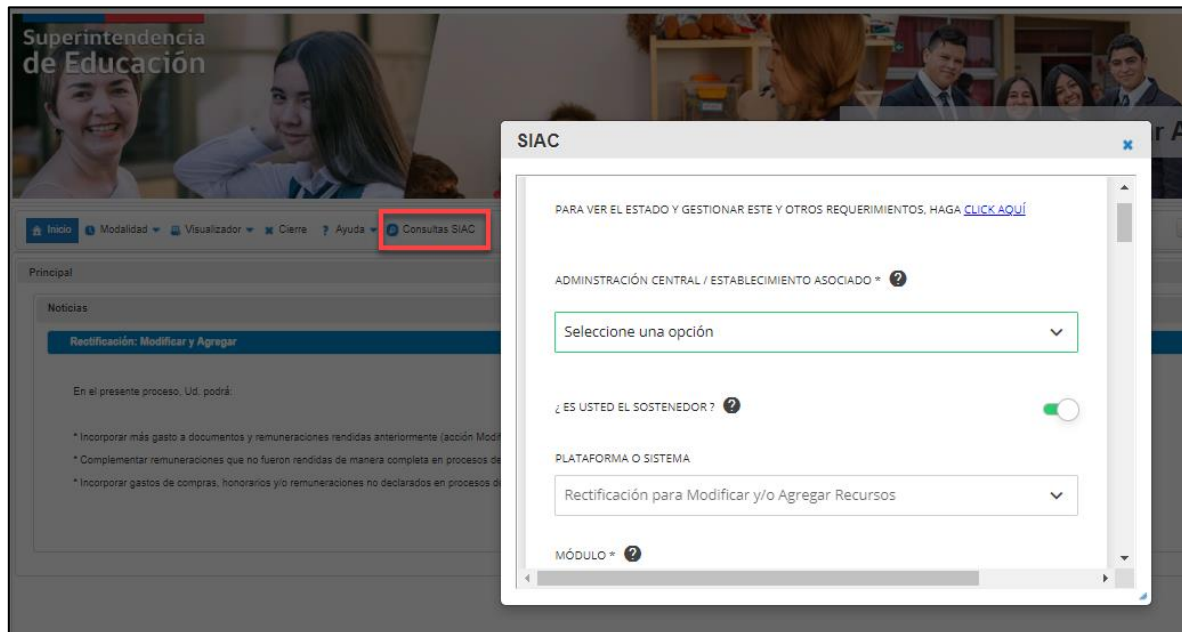 Superintendencia
de Educación
r A
Inicio Modalidad Visualizador Cierre Ayuda Consultas SIAC
Principal
Noticias
Rectificación: Modificar y Agregar
En el presente proceso, Ud. podrá:
* Incorporar más gasto a documentos y remuneraciones rendidas anteriormente (acción Modif
* Complementar remuneraciones que no fueron rendidas de manera completa en procesos de
* Incorporar gastos de compras, honorarios y/o remuneraciones no declarados en procesos d
SIAC
PARA VER EL ESTADO Y GESTIONAR ESTE Y OTROS REQUERIMIENTOS, HAGA CLICK AQUÍ
ADMINSTRACIÓN CENTRAL / ESTABLECIMIENTO ASOCIADO *
Seleccione una opción
¿ ES USTED EL SOSTENEDOR ?
PLATAFORMA O SISTEMA
Rectificación para Modificar y/o Agregar Recursos
MÓDULO *